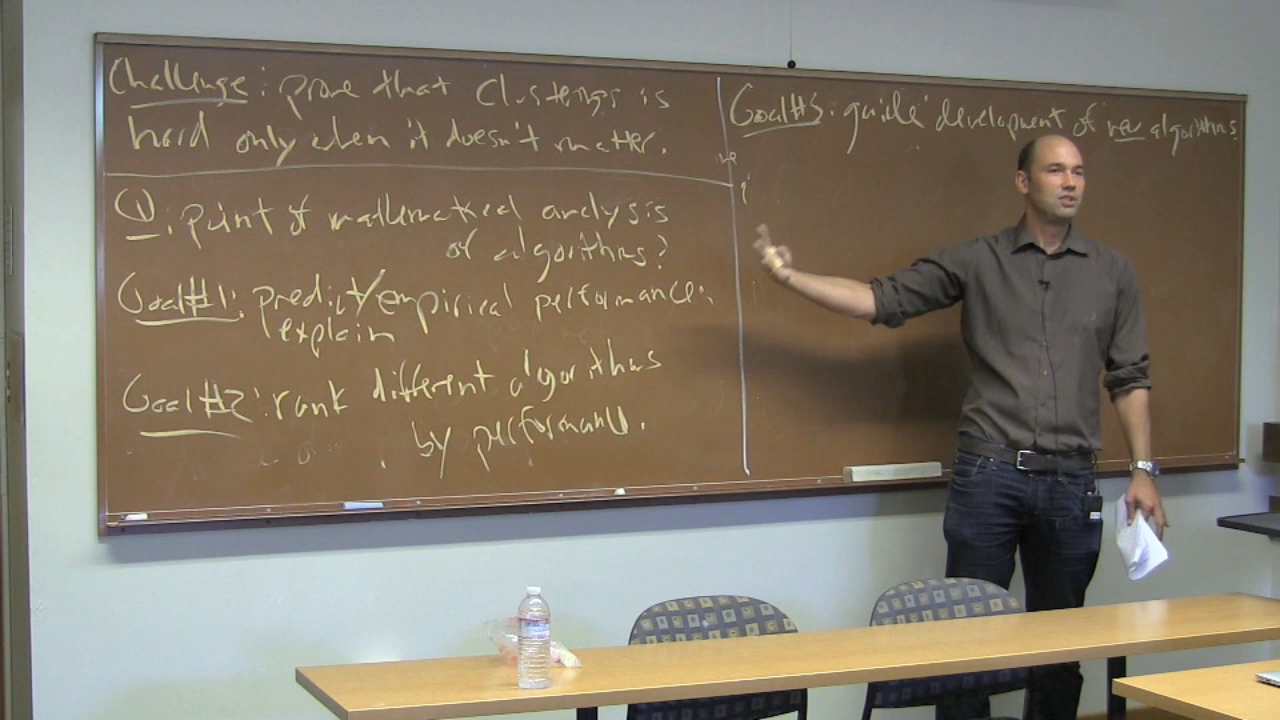 Challenge: prove that clusterings is
hard only when it doesn't matter.
Q: point of mathematical analysis
of algorithms?
Goal #1: predict/empirical performance.
explain
Goal #2: rank different algorithms
by performance.
Goal #3: guide development of new algorithms